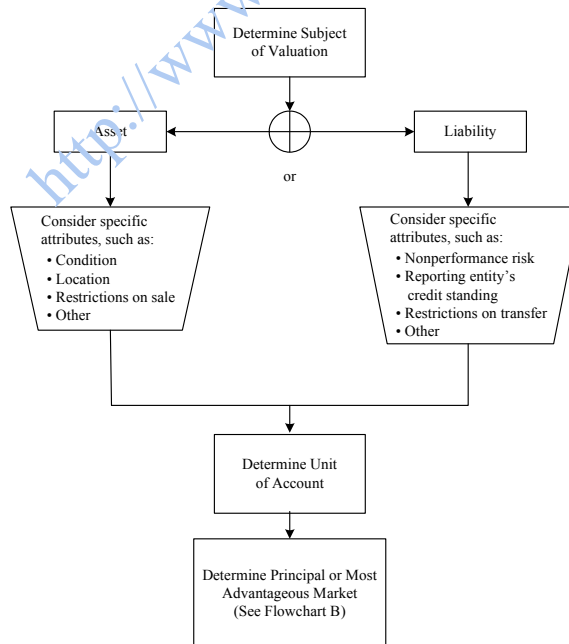 Determine Subject
of Valuation
http://www
Asset
Liability
or
Consider specific
attributes, such as:
• Condition
• Location
• Restrictions on sale
• Other
Consider specific
attributes, such as:
• Nonperformance risk
• Reporting entity’s
credit standing
• Restrictions on transfer
• Other
Determine Unit
of Account
Determine Principal or Most
Advantageous Market
(See Flowchart B)